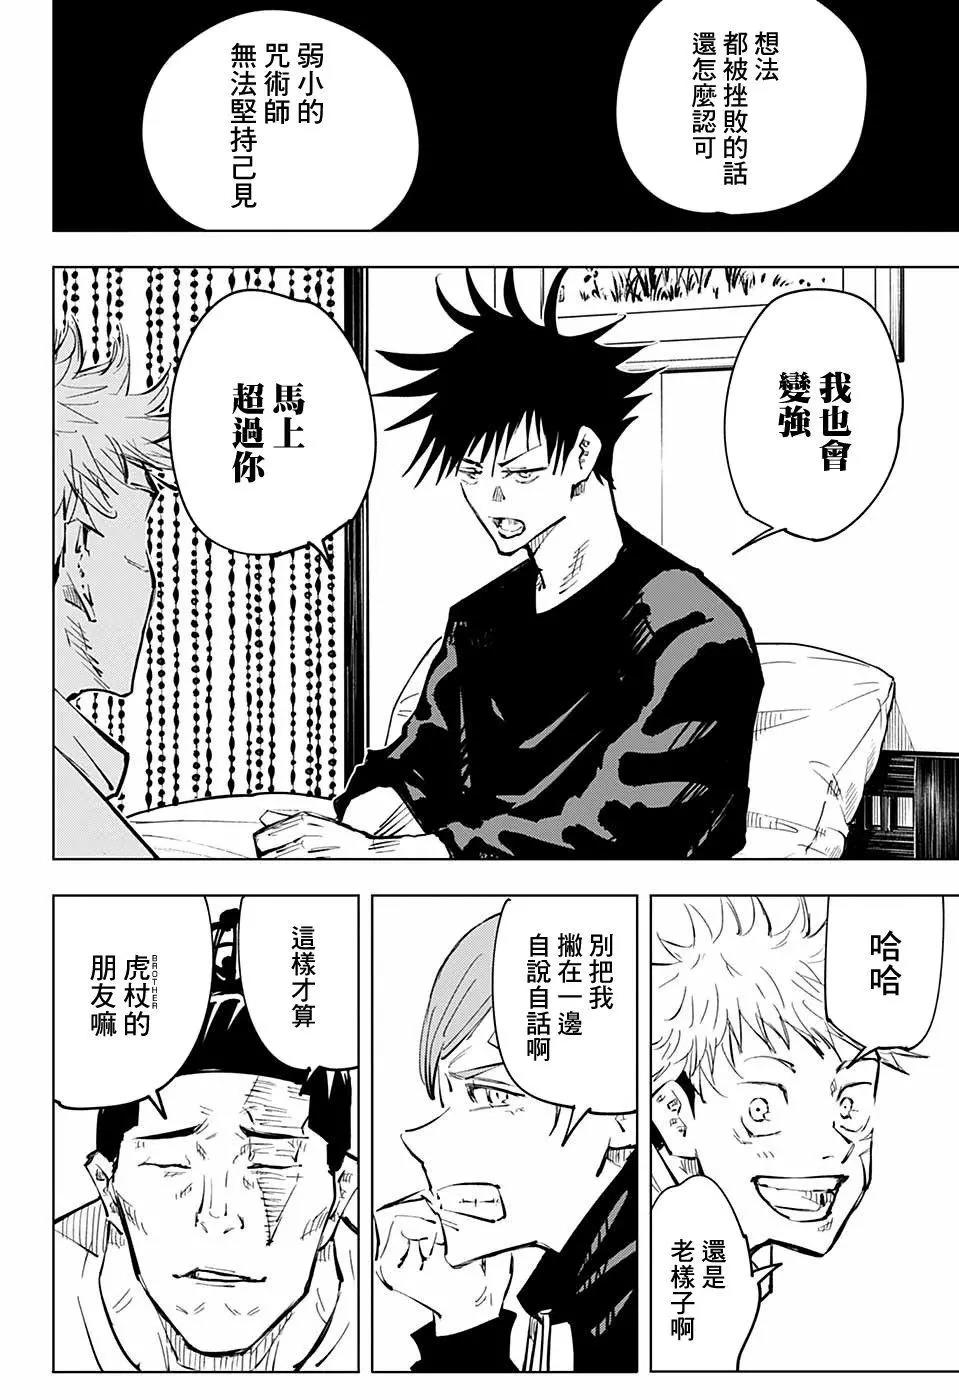 想法
都被挫敗的話
還怎麼認可
弱小的
咒術師
無法堅持己見
我也會
變強
馬上
超過你
哈哈
還是
老樣子啊
別把我
撇在一邊
自說自話啊
這樣才算
虎杖的
BROTHER
朋友嘛